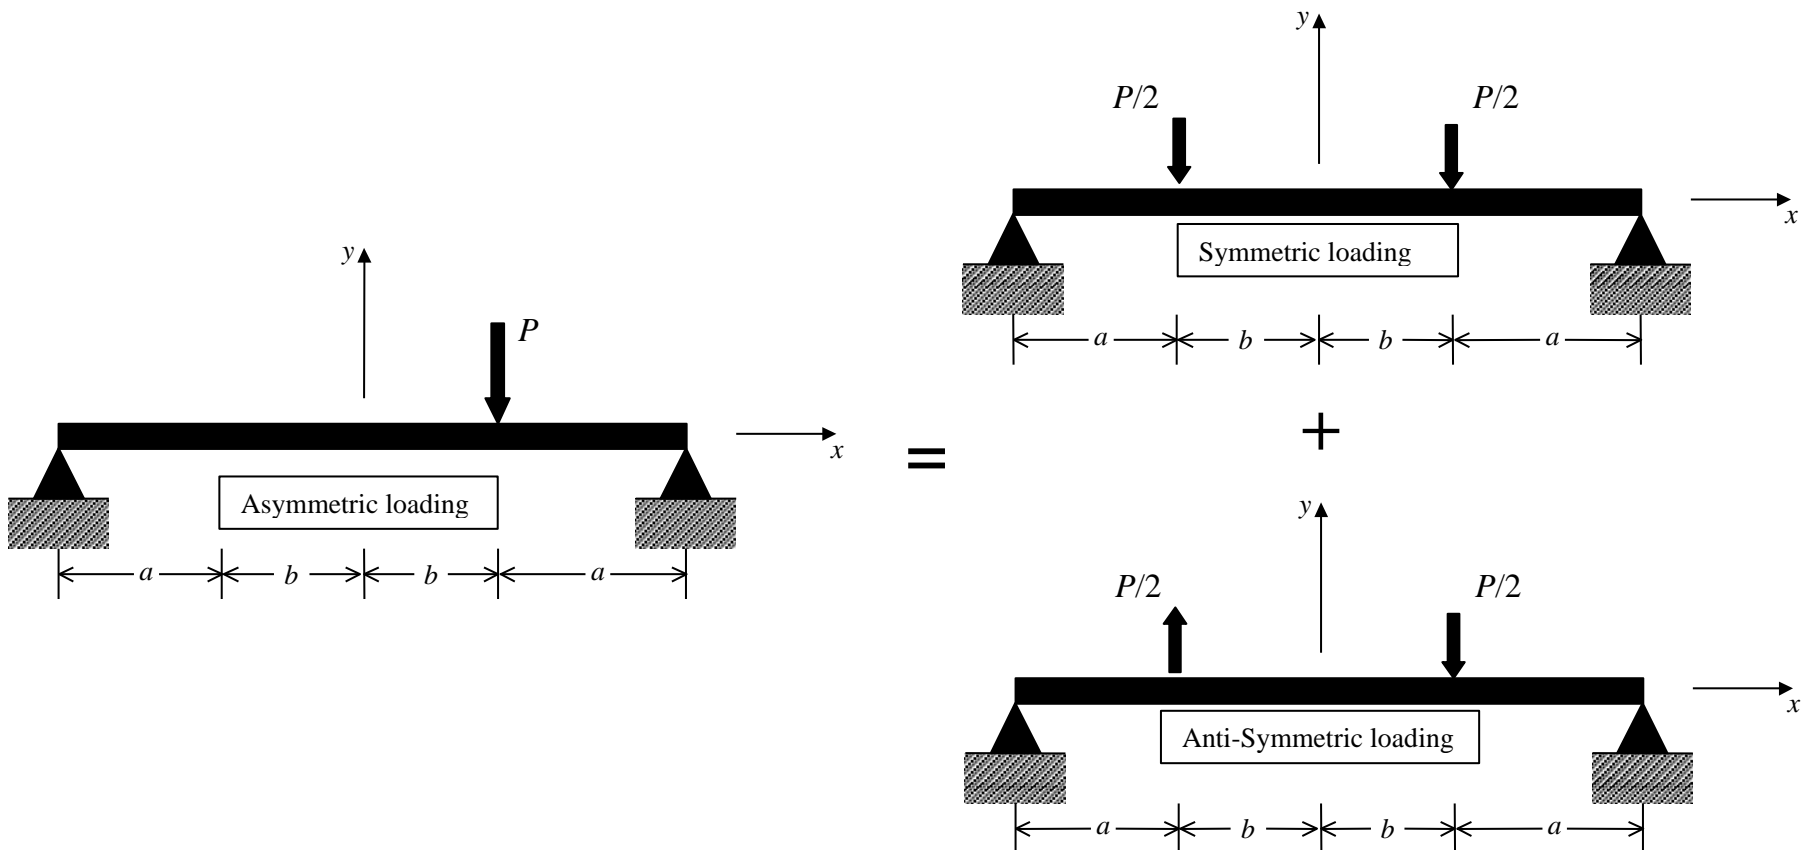 y
P
x
Asymmetric loading
a b b a
=
y
P/2 P/2
x
Symmetric loading
a b b a
+
y
P/2 P/2
x
Anti-Symmetric loading
a b b a